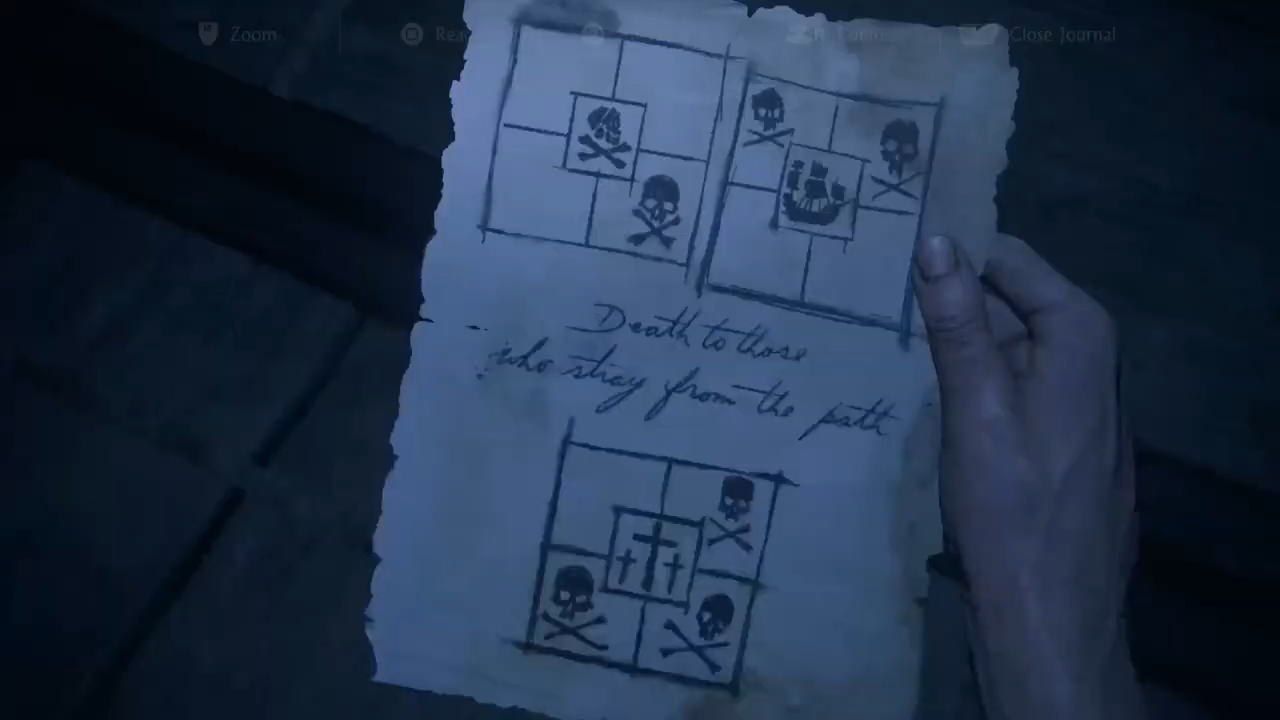 Zoom
Close Journal
Death to those
who stray from the path